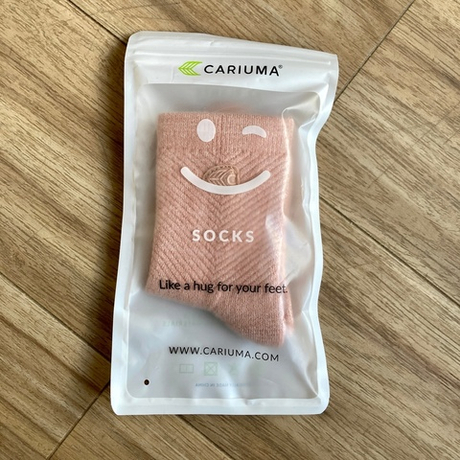 CARIUMA®
SOCKS
Like a hug for your feet.
WWW.CARIUMA.COM